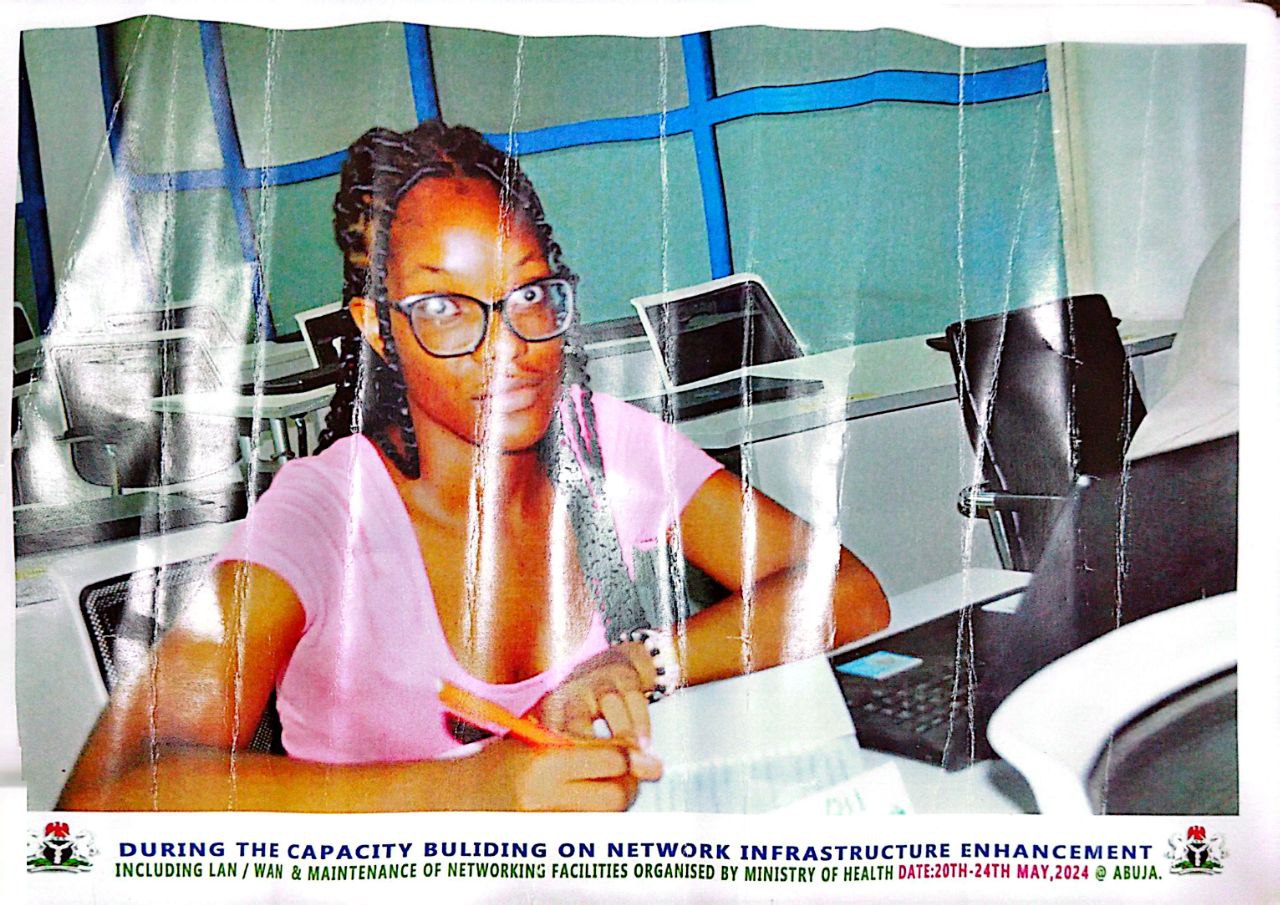 DURING THE CAPACITY BULIDING ON NETWORK INFRASTRUCTURE ENHANCEMENT
INCLUDING LAN / WAN & MAINTENANCE OF NETWORKING FACILITIES ORGANISED BY MINISTRY OF HEALTH DATE:20TH-24TH MAY,2024 @ ABUJA.